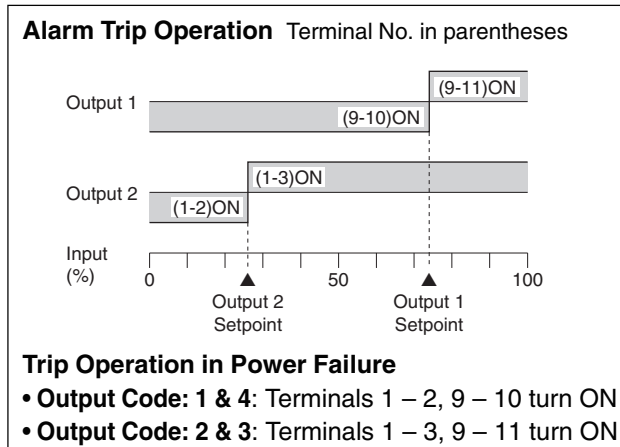 Alarm Trip Operation Terminal No. in parentheses
(9-11)ON
Output 1
(9-10)ON
(1-3)ON
Output 2
(1-2)ON
Input
(%)
0 50 100
Output 2
Setpoint
Output 1
Setpoint
Trip Operation in Power Failure
• Output Code: 1 & 4: Terminals 1 – 2, 9 – 10 turn ON
• Output Code: 2 & 3: Terminals 1 – 3, 9 – 11 turn ON